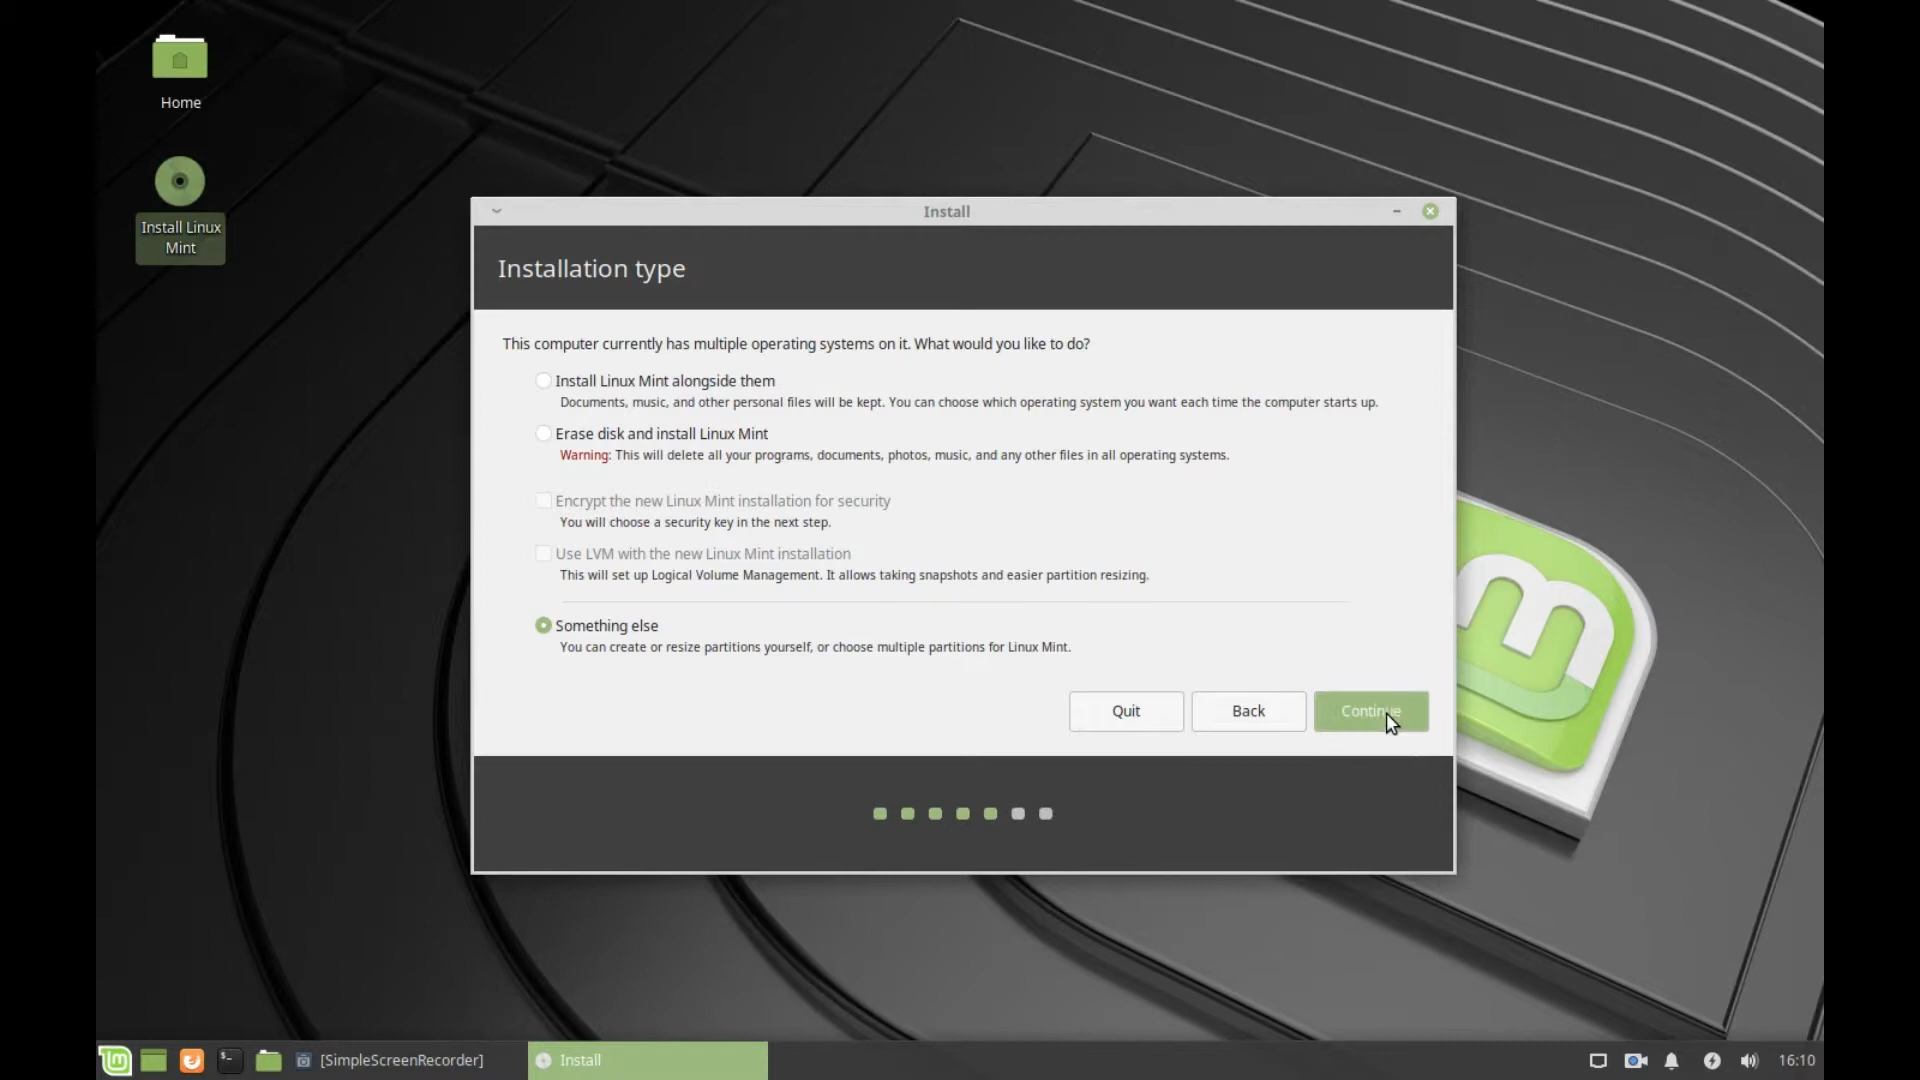 Home
Install Linux
Mint
Install
Installation type
This computer currently has multiple operating systems on it. What would you like to do?
Install Linux Mint alongside them
Documents, music, and other personal files will be kept. You can choose which operating system you want each time the computer starts up.
Erase disk and install Linux Mint
Warning: This will delete all your programs, documents, photos, music, and any other files in all operating systems.
Encrypt the new Linux Mint installation for security
You will choose a security key in the next step.
Use LVM with the new Linux Mint installation
This will set up Logical Volume Management. It allows taking snapshots and easier partition resizing.
Something else
You can create or resize partitions yourself, or choose multiple partitions for Linux Mint.
Quit
Back
Continue
[SimpleScreenRecorder]
Install
16:10